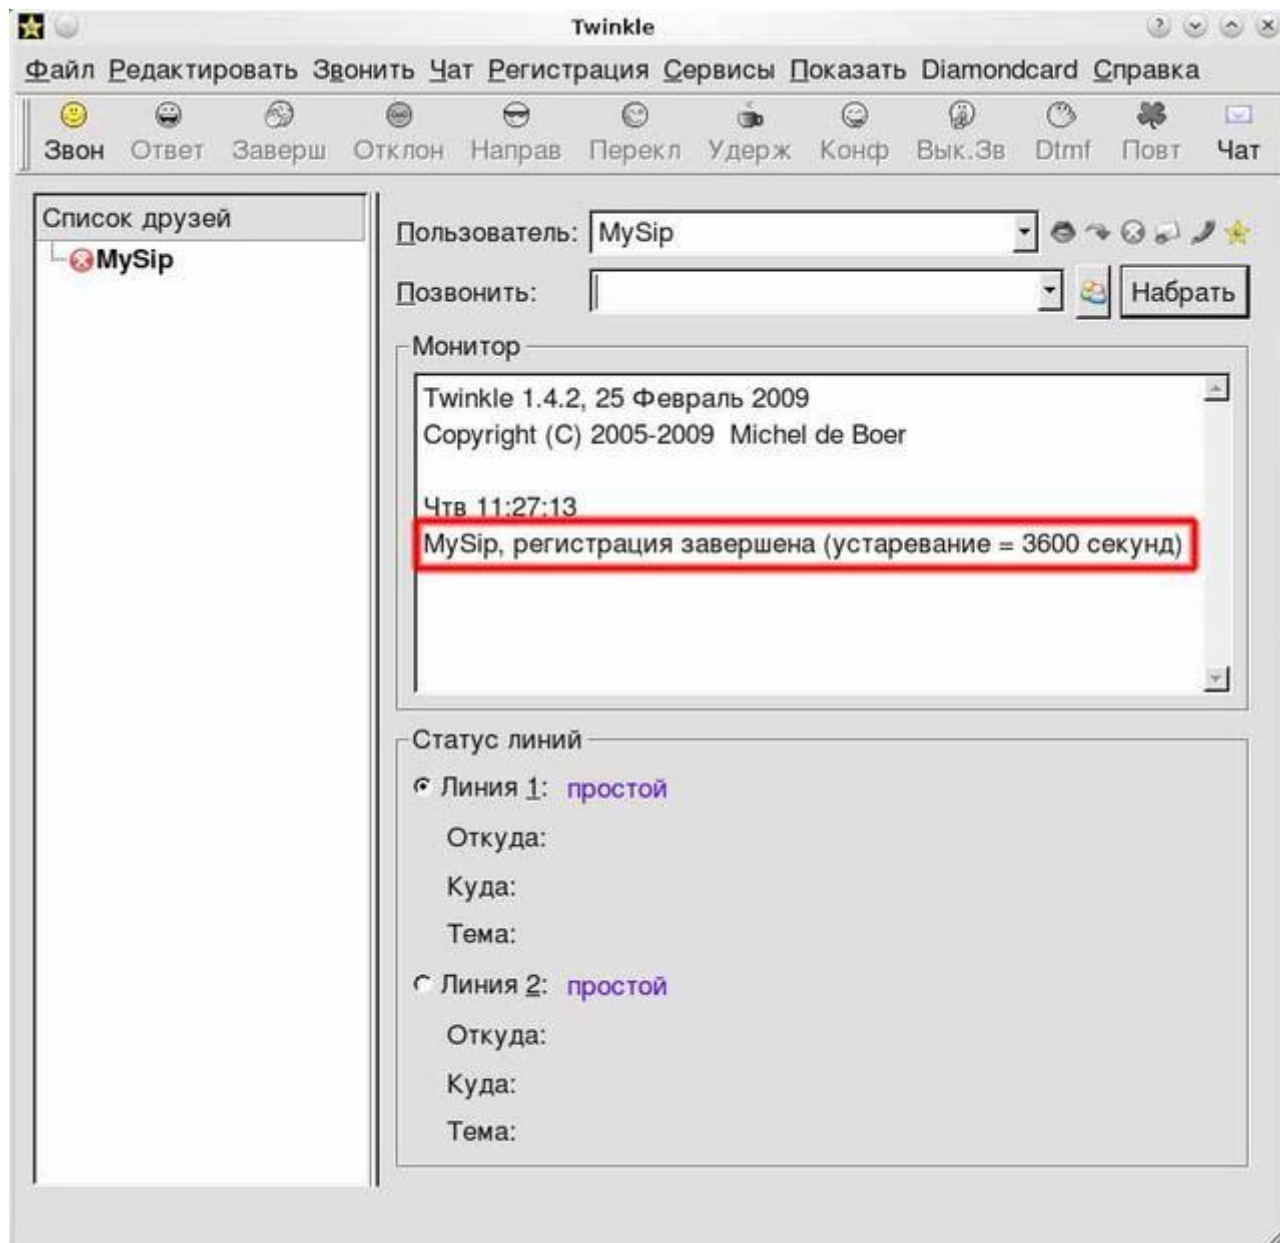 Twinkle
Файл Редактировать Звонить Чат Регистрация Сервисы Показать Diamondcard Справка
Звон Ответ Заверш Отклон Направ Перекл Удерж Конф Вык.Зв Dtmf Повт Чат
Список друзей
MySip
Пользователь: MySip
Позвонить: Набрать
Монитор
Twinkle 1.4.2, 25 Февраль 2009
Copyright (C) 2005-2009 Michel de Boer
Чтв 11:27:13
MySip, регистрация завершена (устаревание = 3600 секунд)
Статус линий
Линия 1: простой
Откуда:
Куда:
Тема:
Линия 2: простой
Откуда:
Куда:
Тема: